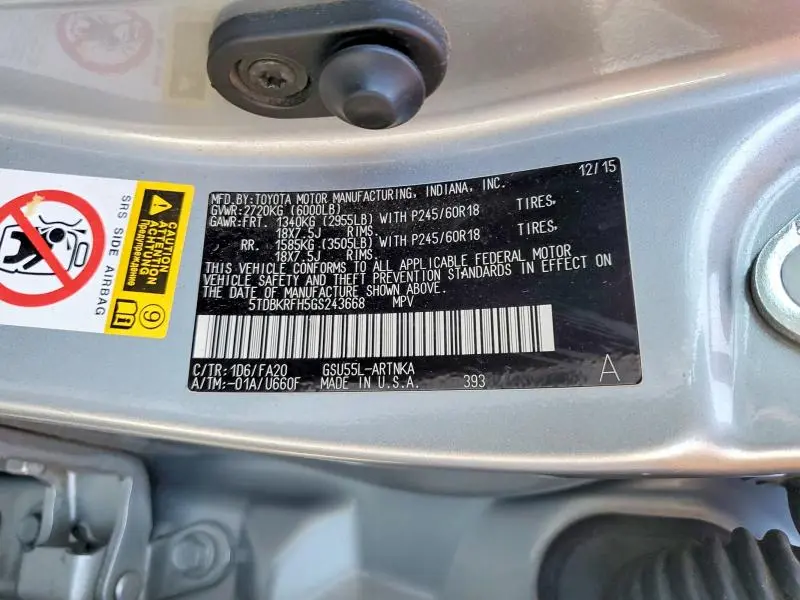 MFD.BY:TOYOTA MOTOR MANUFACTURING, INDIANA, INC. 12/15
GVWR:2720KG (6000LB)
GAWR:FRT. 1340KG (2955LB) WITH P245/60R18 TIRES,
18X7.5J RIMS.
RR. 1585KG (3505LB) WITH P245/60R18 TIRES,
18X7.5J RIMS.
THIS VEHICLE CONFORMS TO ALL APPLICABLE FEDERAL MOTOR
VEHICLE SAFETY AND THEFT PREVENTION STANDARDS IN EFFECT ON
THE DATE OF MANUFACTURE SHOWN ABOVE.
5TDBKRFH5GS243668 MPV
C/TR:1D6/FA20 GSU55L-ARTNKA
A/TM:-01A/U660F MADE IN U.S.A. 393 A
SRS SIDE AIRBAG
CAUTION
ATTENTION
ACHTUNG
Предупреждение
9